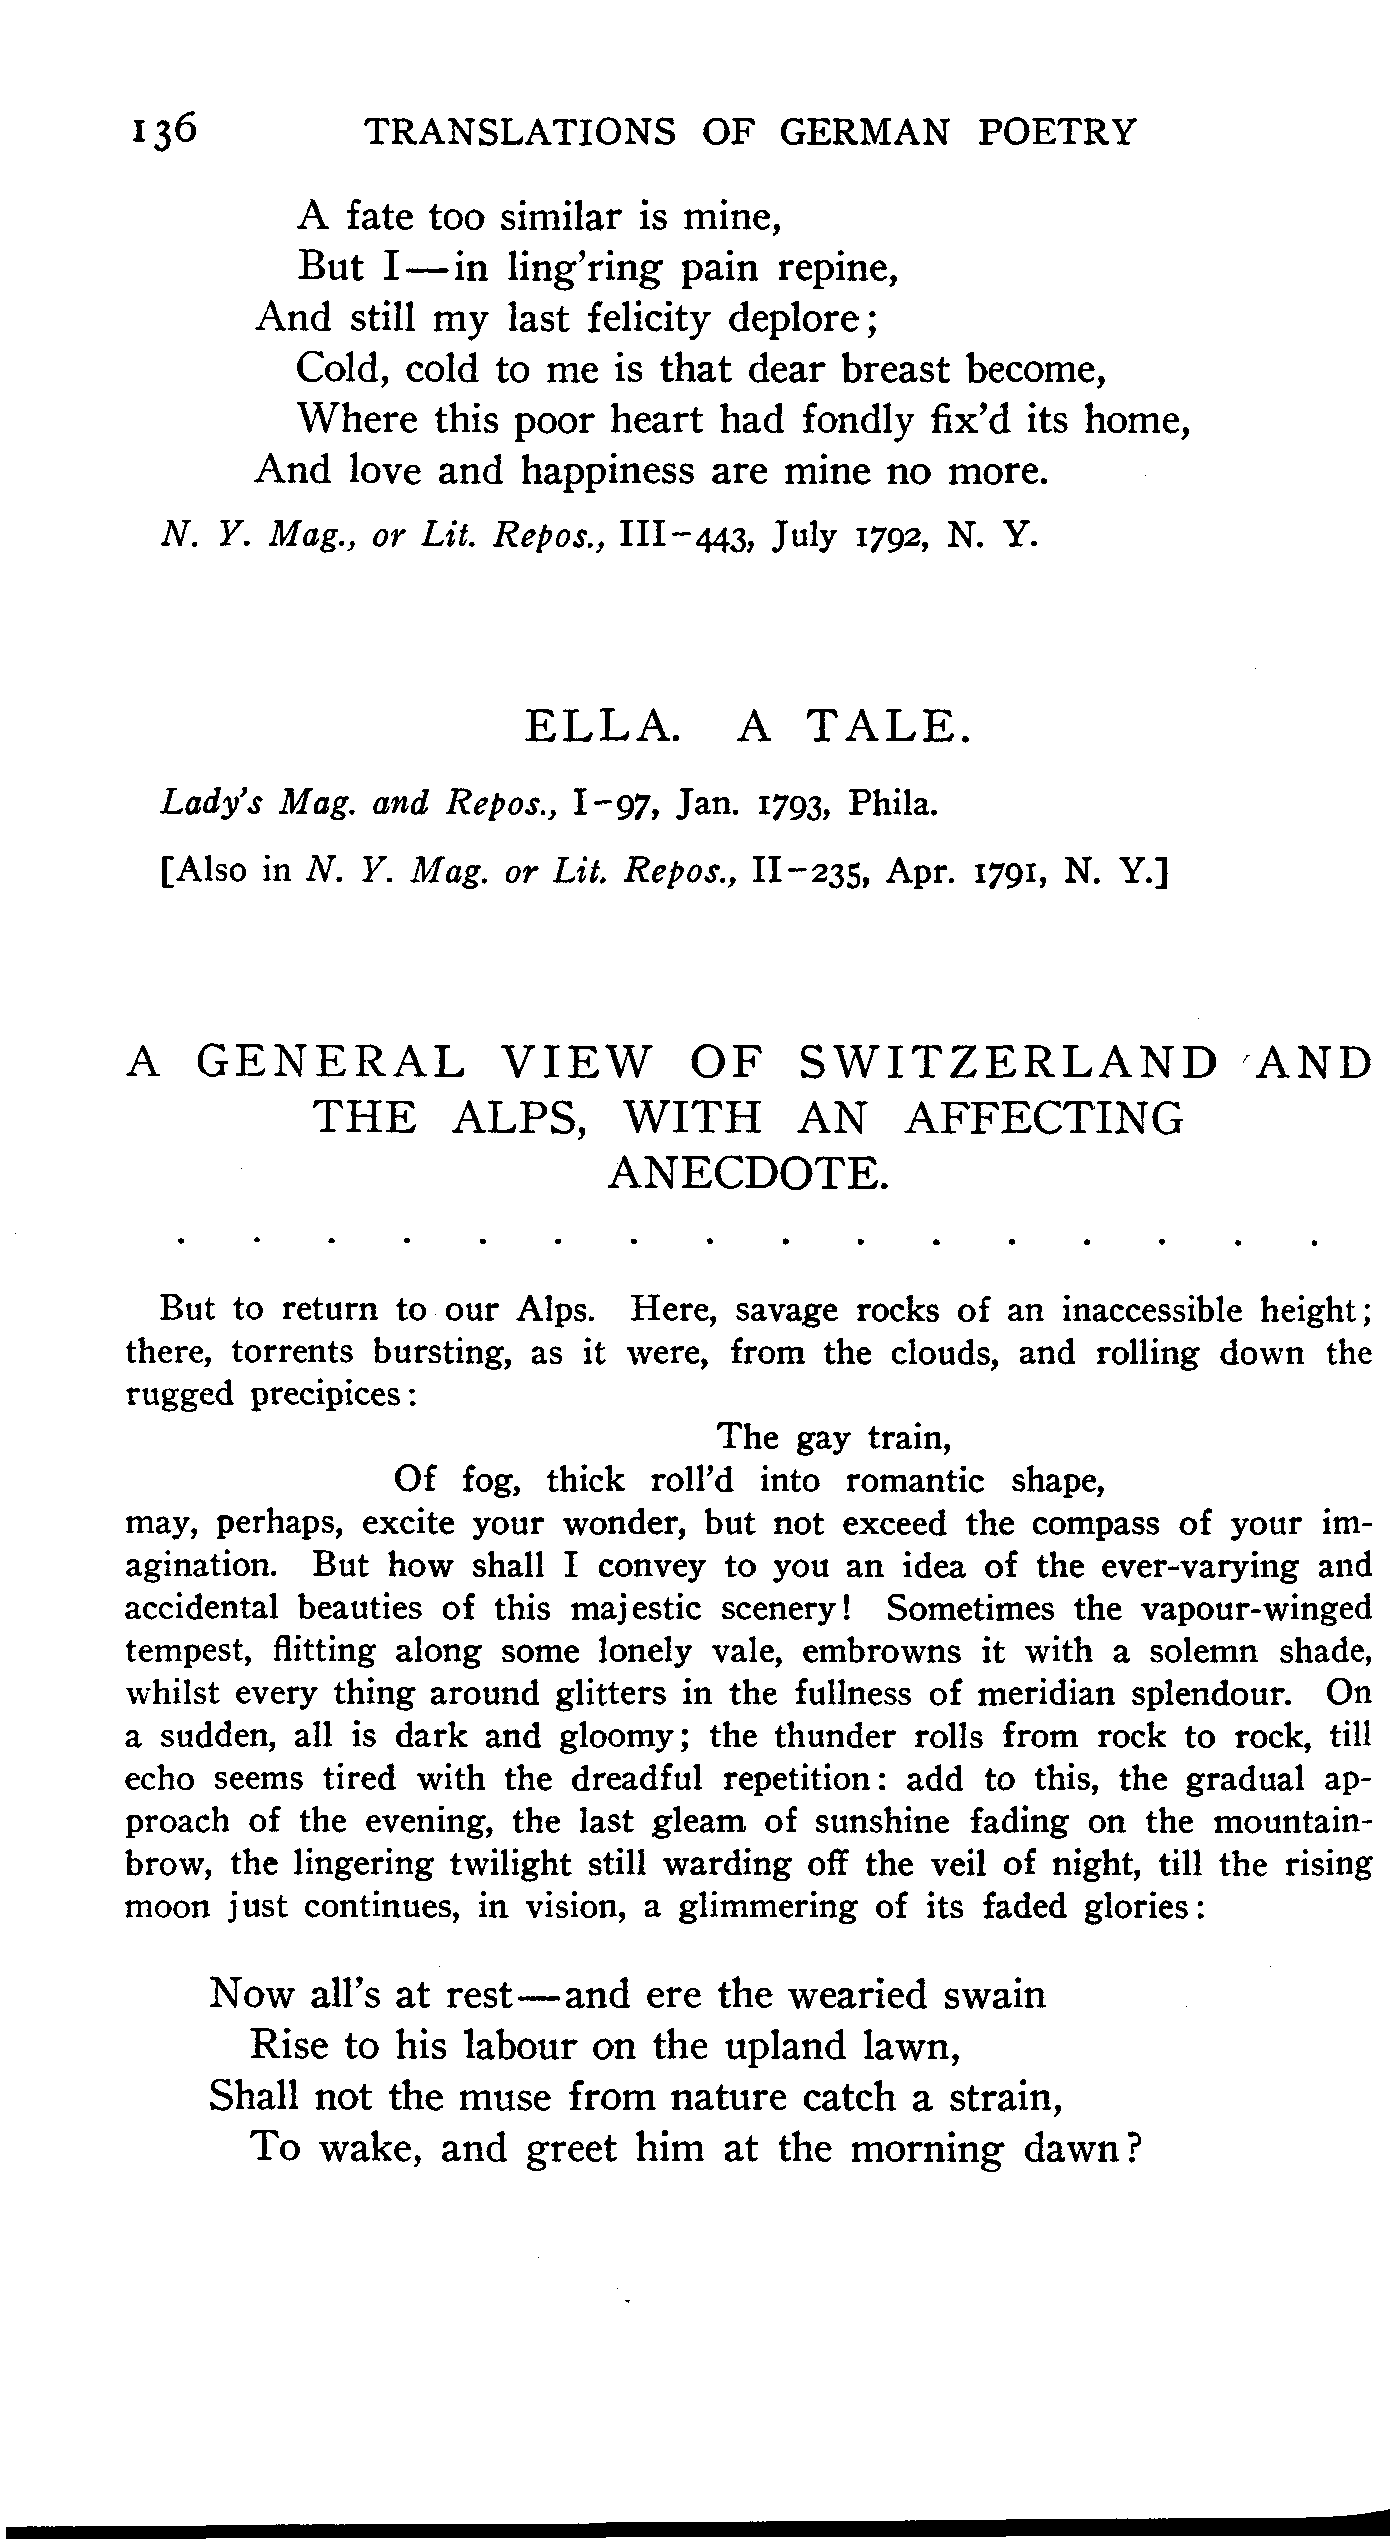 136 TRANSLATIONS OF GERMAN POETRY
A fate too similar is mine,
But I—in ling'ring pain repine,
And still my last felicity deplore;
Cold, cold to me is that dear breast become,
Where this poor heart had fondly fix'd its home,
And love and happiness are mine no more.
N. Y. Mag., or Lit. Repos., III-443, July 1792, N. Y.
ELLA. A TALE.
Lady's Mag. and Repos., I-97, Jan. 1793, Phila.
[Also in N. Y. Mag. or Lit. Repos., II-235, Apr. 1791, N. Y.]
A GENERAL VIEW OF SWITZERLAND AND
THE ALPS, WITH AN AFFECTING
ANECDOTE.
. . . . . . . . . . . . . . . .
But to return to our Alps. Here, savage rocks of an inaccessible height;
there, torrents bursting, as it were, from the clouds, and rolling down the
rugged precipices:
The gay train,
Of fog, thick roll'd into romantic shape,
may, perhaps, excite your wonder, but not exceed the compass of your im-
agination. But how shall I convey to you an idea of the ever-varying and
accidental beauties of this majestic scenery! Sometimes the vapour-winged
tempest, flitting along some lonely vale, embrowns it with a solemn shade,
whilst every thing around glitters in the fullness of meridian splendour. On
a sudden, all is dark and gloomy; the thunder rolls from rock to rock, till
echo seems tired with the dreadful repetition: add to this, the gradual ap-
proach of the evening, the last gleam of sunshine fading on the mountain-
brow, the lingering twilight still warding off the veil of night, till the rising
moon just continues, in vision, a glimmering of its faded glories:
Now all's at rest—and ere the wearied swain
Rise to his labour on the upland lawn,
Shall not the muse from nature catch a strain,
To wake, and greet him at the morning dawn?